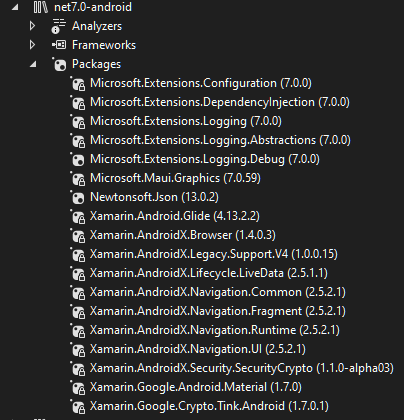 net7.0-android
Analyzers
Frameworks
Packages
Microsoft.Extensions.Configuration (7.0.0)
Microsoft.Extensions.DependencyInjection (7.0.0)
Microsoft.Extensions.Logging (7.0.0)
Microsoft.Extensions.Logging.Abstractions (7.0.0)
Microsoft.Extensions.Logging.Debug (7.0.0)
Microsoft.Maui.Graphics (7.0.59)
Newtonsoft.Json (13.0.2)
Xamarin.Android.Glide (4.13.2.2)
Xamarin.AndroidX.Browser (1.4.0.3)
Xamarin.AndroidX.Legacy.Support.V4 (1.0.0.15)
Xamarin.AndroidX.Lifecycle.LiveData (2.5.1.1)
Xamarin.AndroidX.Navigation.Common (2.5.2.1)
Xamarin.AndroidX.Navigation.Fragment (2.5.2.1)
Xamarin.AndroidX.Navigation.Runtime (2.5.2.1)
Xamarin.AndroidX.Navigation.UI (2.5.2.1)
Xamarin.AndroidX.Security.SecurityCrypto (1.1.0-alpha03)
Xamarin.Google.Android.Material (1.7.0)
Xamarin.Google.Crypto.Tink.Android (1.7.0.1)